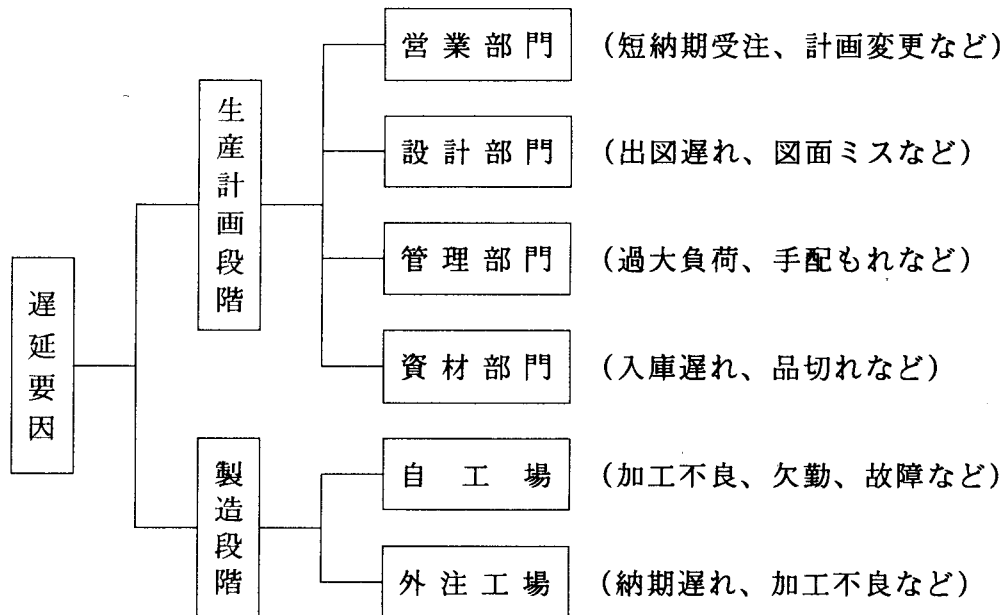 遅延要因
生産計画段階
営業部門 (短納期受注、計画変更など)
設計部門 (出図遅れ、図面ミスなど)
管理部門 (過大負荷、手配もれなど)
資材部門 (入庫遅れ、品切れなど)
製造段階
自工場 (加工不良、欠勤、故障など)
外注工場 (納期遅れ、加工不良など)